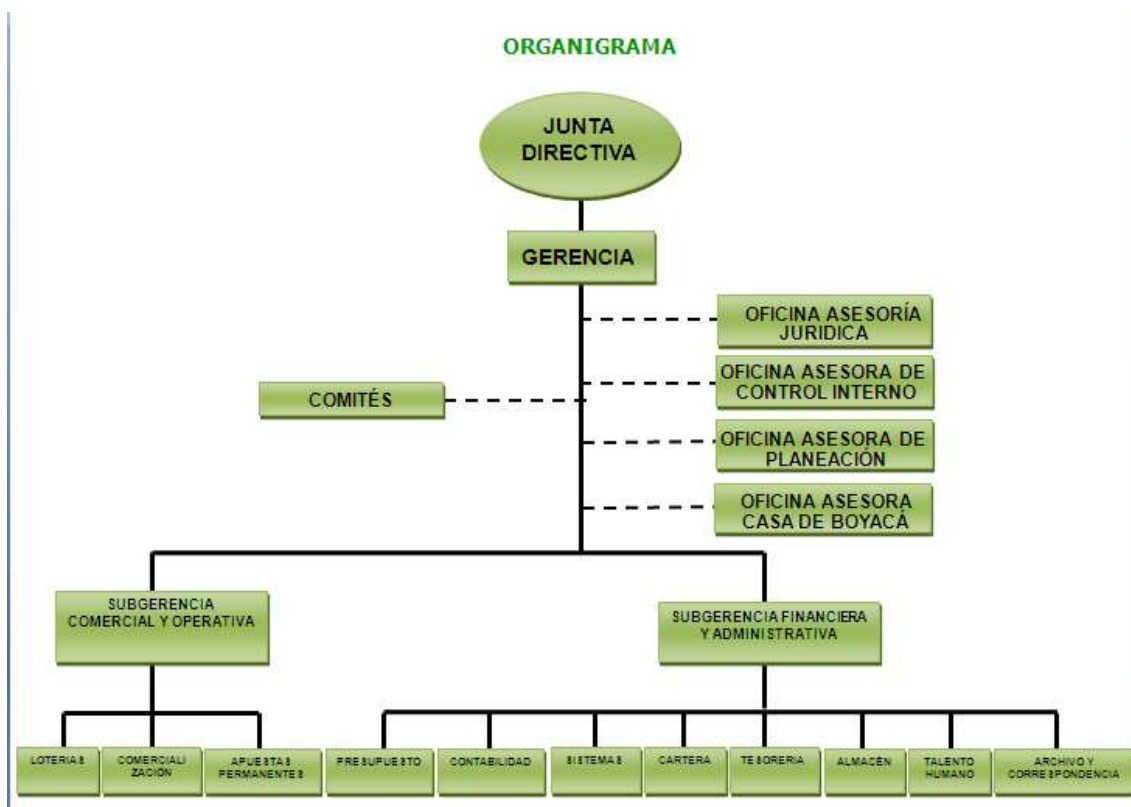 ORGANIGRAMA
JUNTA
DIRECTIVA
GERENCIA
OFICINA ASESORÍA
JURIDICA
OFICINA ASESORA DE
CONTROL INTERNO
COMITÉS
OFICINA ASESORA DE
PLANEACIÓN
OFICINA ASESORA
CASA DE BOYACÁ
SUBGERENCIA
COMERCIAL Y OPERATIVA
SUBGERENCIA FINANCIERA
Y ADMINISTRATIVA
LOTERIAS
COMERCIALI
ZACIÓN
APUESTAS
PERMANENTES
PRESUPUESTO
CONTABILIDAD
SISTEMAS
CARTERA
TESORERIA
ALMACÉN
TALENTO
HUMANO
ARCHIVO Y
CORRESPONDENCIA